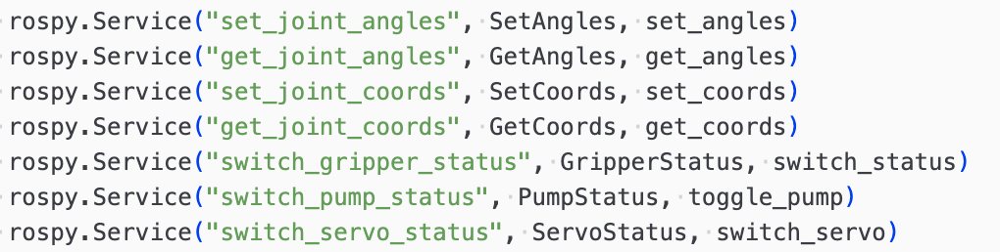 rospy.Service("set_joint_angles", SetAngles, set_angles)
rospy.Service("get_joint_angles", GetAngles, get_angles)
rospy.Service("set_joint_coords", SetCoords, set_coords)
rospy.Service("get_joint_coords", GetCoords, get_coords)
rospy.Service("switch_gripper_status", GripperStatus, switch_status)
rospy.Service("switch_pump_status", PumpStatus, toggle_pump)
rospy.Service("switch_servo_status", ServoStatus, switch_servo)